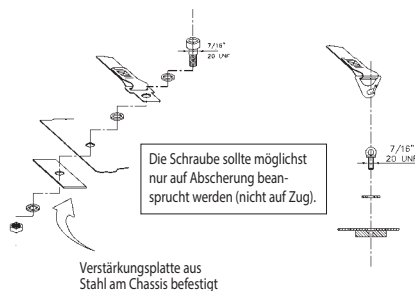 7/16"
20 UNF
Die Schraube sollte möglichst
nur auf Abscherung bean-
sprucht werden (nicht auf Zug).
7/16"
20 UNF
Verstärkungsplatte aus
Stahl am Chassis befestigt